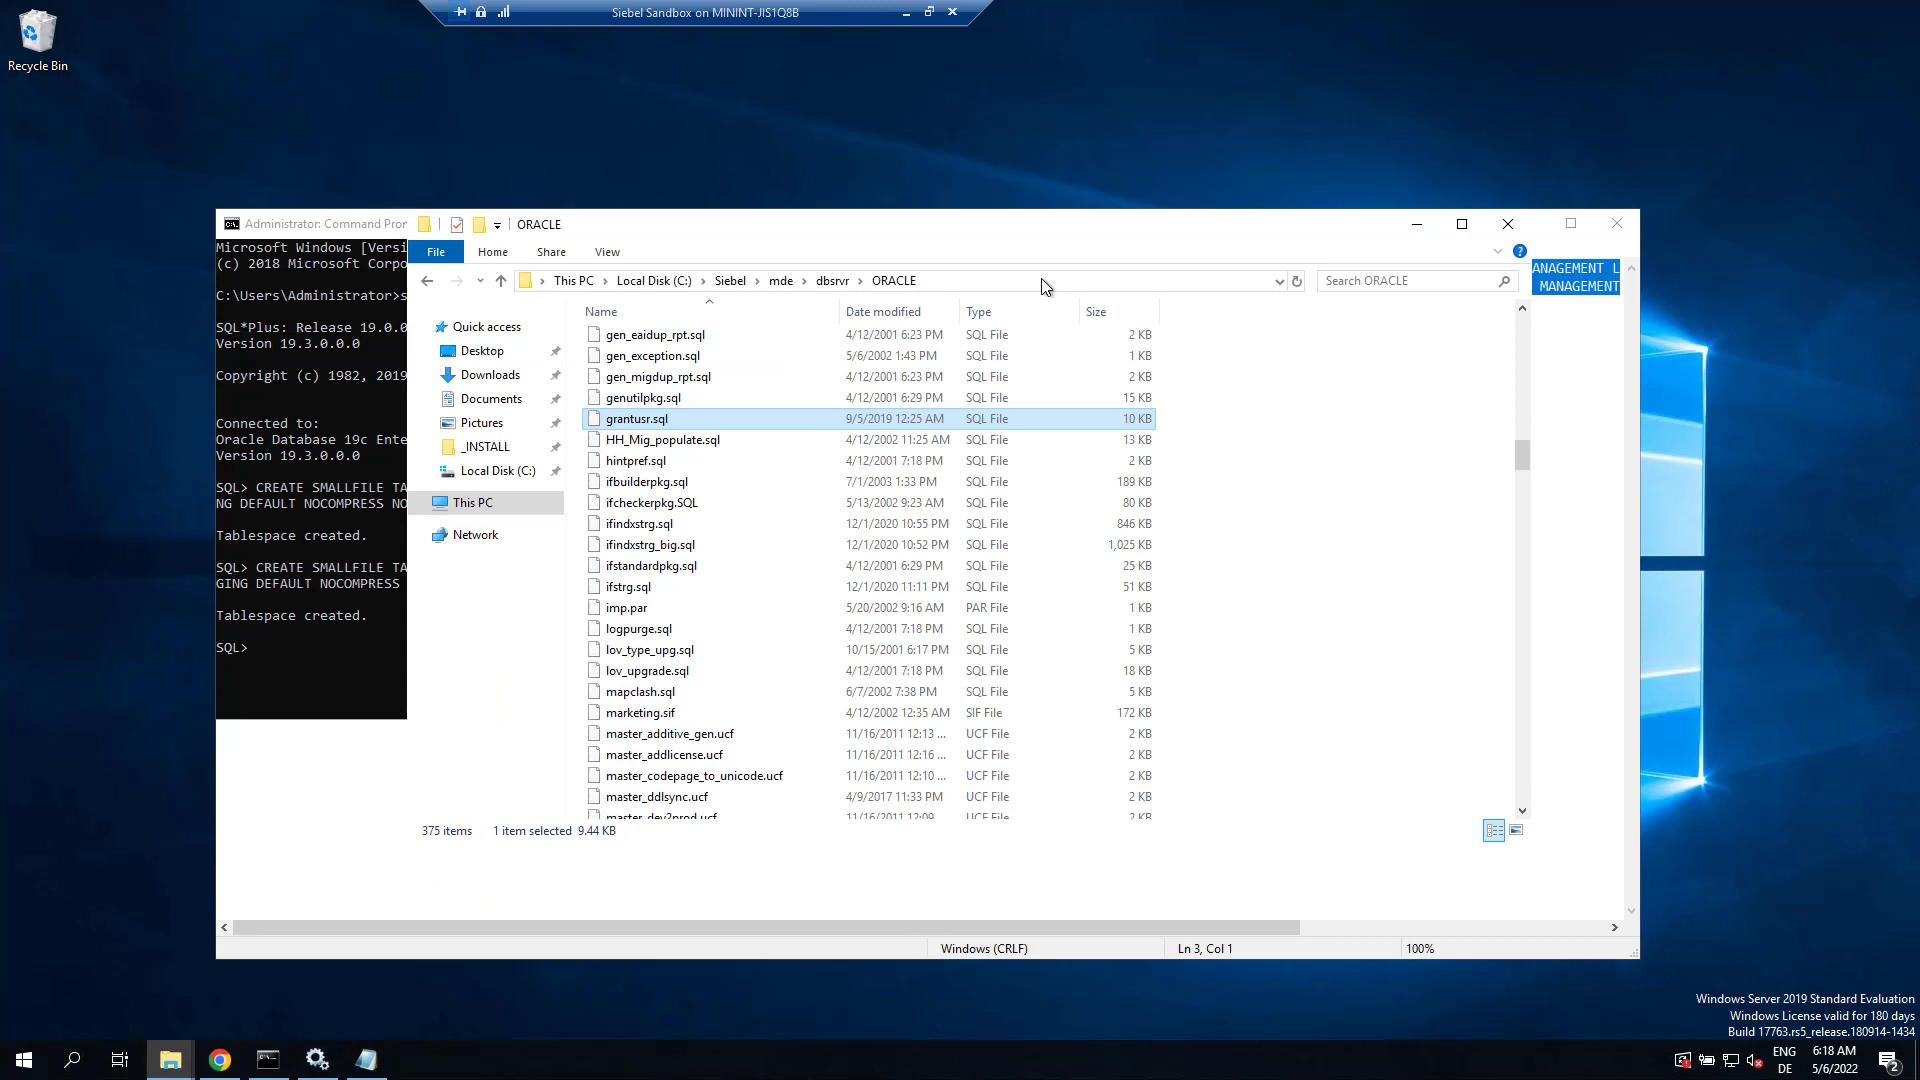 Siebel Sandbox on MININT-JIS1Q8B
Recycle Bin
Administrator: Command Pror
ORACLE
Microsoft Windows [Versi
(c) 2018 Microsoft Corpo
C:\Users\Administrator>s
SQL*Plus: Release 19.0.0
Version 19.3.0.0.0
Copyright (c) 1982, 2019
Connected to:
Oracle Database 19c Ente
Version 19.3.0.0.0
SQL> CREATE SMALLFILE TA
NG DEFAULT NOCOMPRESS NO
Tablespace created.
SQL> CREATE SMALLFILE TA
GING DEFAULT NOCOMPRESS
Tablespace created.
SQL>
File Home Share View
This PC > Local Disk (C:) > Siebel > mde > dbsrvr > ORACLE
Search ORACLE
ANAGEMENT L
MANAGEMENT
Quick access
Desktop
Downloads
Documents
Pictures
_INSTALL
Local Disk (C:)
This PC
Network
Name Date modified Type Size
gen_eaidup_rpt.sql 4/12/2001 6:23 PM SQL File 2 KB
gen_exception.sql 5/6/2002 1:43 PM SQL File 1 KB
gen_migdup_rpt.sql 4/12/2001 6:23 PM SQL File 2 KB
genutilpkg.sql 4/12/2001 6:29 PM SQL File 15 KB
grantusr.sql 9/5/2019 12:25 AM SQL File 10 KB
HH_Mig_populate.sql 4/12/2002 11:25 AM SQL File 13 KB
hintpref.sql 4/12/2001 7:18 PM SQL File 2 KB
ifbuilderpkg.sql 7/1/2003 1:33 PM SQL File 189 KB
ifcheckerpkg.SQL 5/13/2002 9:23 AM SQL File 80 KB
ifindxstrg.sql 12/1/2020 10:55 PM SQL File 846 KB
ifindxstrg_big.sql 12/1/2020 10:52 PM SQL File 1,025 KB
ifstandardpkg.sql 4/12/2001 6:29 PM SQL File 25 KB
ifstrg.sql 12/1/2020 11:11 PM SQL File 51 KB
imp.par 5/20/2002 9:16 AM PAR File 1 KB
logpurge.sql 4/12/2001 7:18 PM SQL File 1 KB
lov_type_upg.sql 10/15/2001 6:17 PM SQL File 5 KB
lov_upgrade.sql 4/12/2001 7:18 PM SQL File 18 KB
mapclash.sql 6/7/2002 7:38 PM SQL File 5 KB
marketing.sif 4/12/2002 12:35 AM SIF File 172 KB
master_additive_gen.ucf 11/16/2011 12:13 ... UCF File 2 KB
master_addlicense.ucf 11/16/2011 12:16 ... UCF File 2 KB
master_codepage_to_unicode.ucf 11/16/2011 12:10 ... UCF File 2 KB
master_ddlsync.ucf 4/9/2017 11:33 PM UCF File 2 KB
master_dev2prod.ucf 11/16/2011 12:09 ... UCF File 2 KB
375 items 1 item selected 9.44 KB
Windows (CRLF) Ln 3, Col 1 100%
Windows Server 2019 Standard Evaluation
Windows License valid for 180 days
Build 17763.rs5_release.180914-1434
ENG
DE
6:18 AM
5/6/2022
2